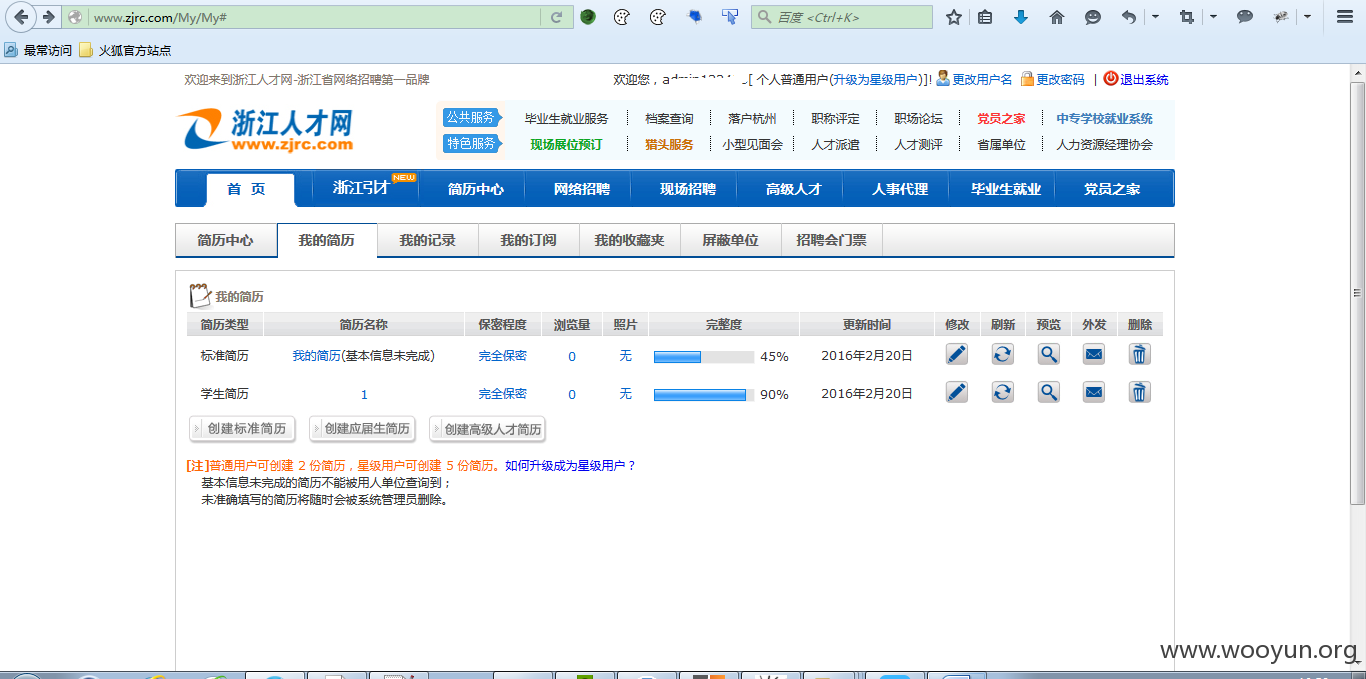 www.zjrc.com/My/My#
百度 <Ctrl+K>
最常访问 火狐官方站点
欢迎来到浙江人才网-浙江省网络招聘第一品牌
欢迎您，[ 个人普通用户(升级为星级用户)]! 更改用户名 更改密码 | 退出系统
浙江人才网
www.zjrc.com
公共服务 毕业生就业服务 档案查询 落户杭州 职称评定 职场论坛 党员之家 中专学校就业系统
特色服务 现场展位预订 猎头服务 小型见面会 人才派遣 人才测评 省属单位 人力资源经理协会
首 页 浙江引才 NEW 简历中心 网络招聘 现场招聘 高级人才 人事代理 毕业生就业 党员之家
简历中心 我的简历 我的记录 我的订阅 我的收藏夹 屏蔽单位 招聘会门票
我的简历
简历类型 简历名称 保密程度 浏览量 照片 完整度 更新时间 修改 刷新 预览 外发 删除
标准简历 我的简历(基本信息未完成) 完全保密 0 无 45% 2016年2月20日
学生简历 1 完全保密 0 无 90% 2016年2月20日
创建标准简历 创建应届生简历 创建高级人才简历
[注]普通用户可创建 2 份简历，星级用户可创建 5 份简历。如何升级成为星级用户？
基本信息未完成的简历不能被用人单位查询到；
未准确填写的简历将随时会被系统管理员删除。
www.wooyun.org